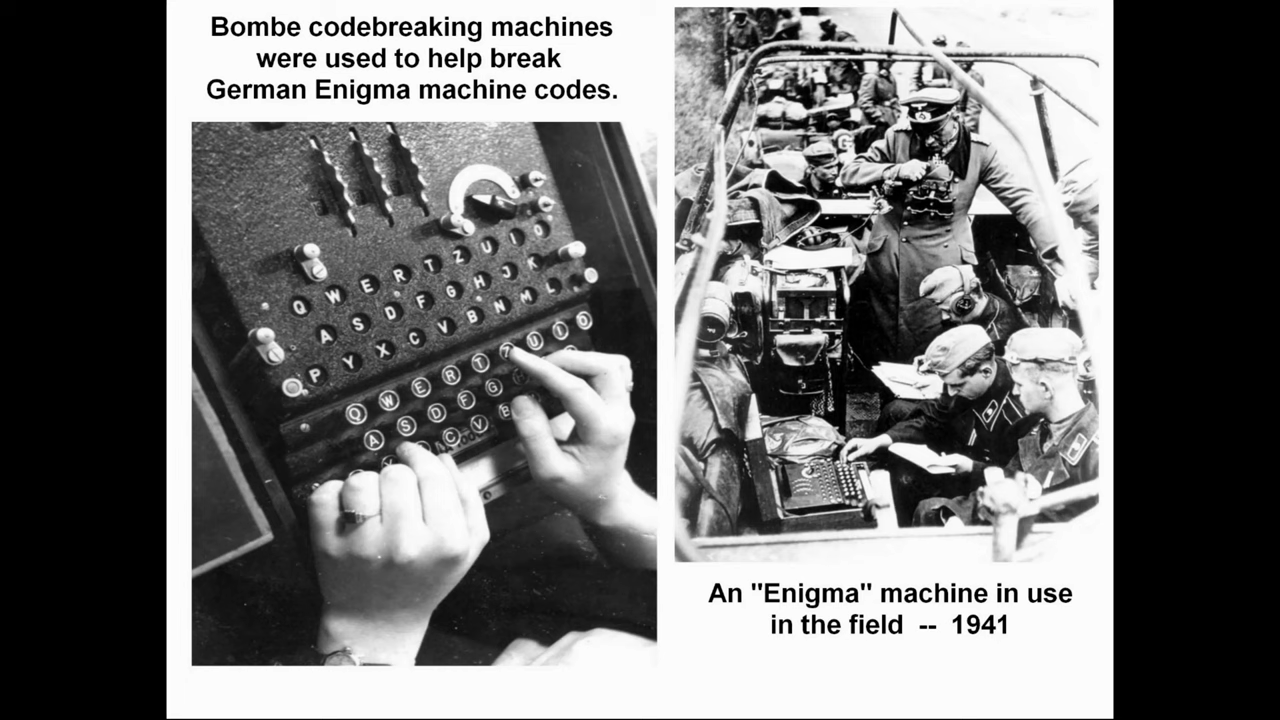 Bombe codebreaking machines
were used to help break
German Enigma machine codes.
Q W E R T Z U I O
A S D F G H J K
P Y X C V B N M L
Q W E R T Z U I O
A S D F G H
C V B
An "Enigma" machine in use
in the field -- 1941